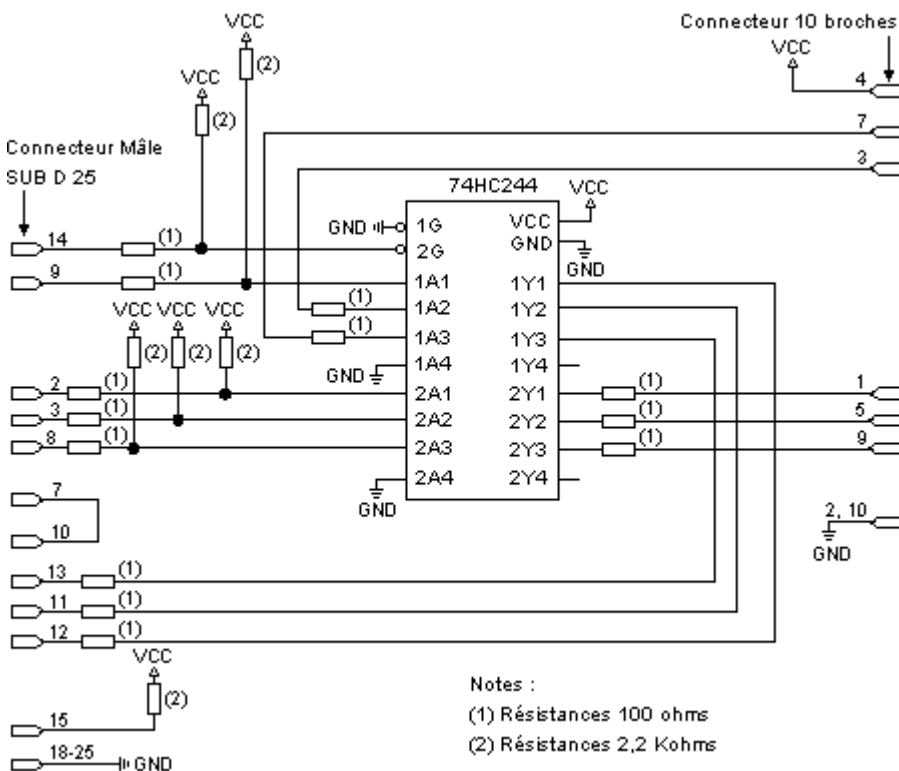 VCC
Connecteur 10 broches
VCC
VCC
(2)
(2)
4
7
3
Connecteur Mâle
SUB D 25
74HC244
VCC
14
(1)
GND
1G
VCC
2G
GND
GND
9
(1)
1A1
1Y1
VCC
VCC
VCC
(1)
1A2
1Y2
(2)
(2)
(2)
(1)
1A3
1Y3
GND
1A4
1Y4
2
(1)
2A1
2Y1
(1)
1
3
(1)
2A2
2Y2
(1)
5
8
(1)
2A3
2Y3
(1)
9
2A4
2Y4
GND
7
10
2, 10
GND
13
(1)
11
(1)
12
(1)
VCC
(2)
15
18-25
GND
Notes :
(1) Résistances 100 ohms
(2) Résistances 2,2 Kohms